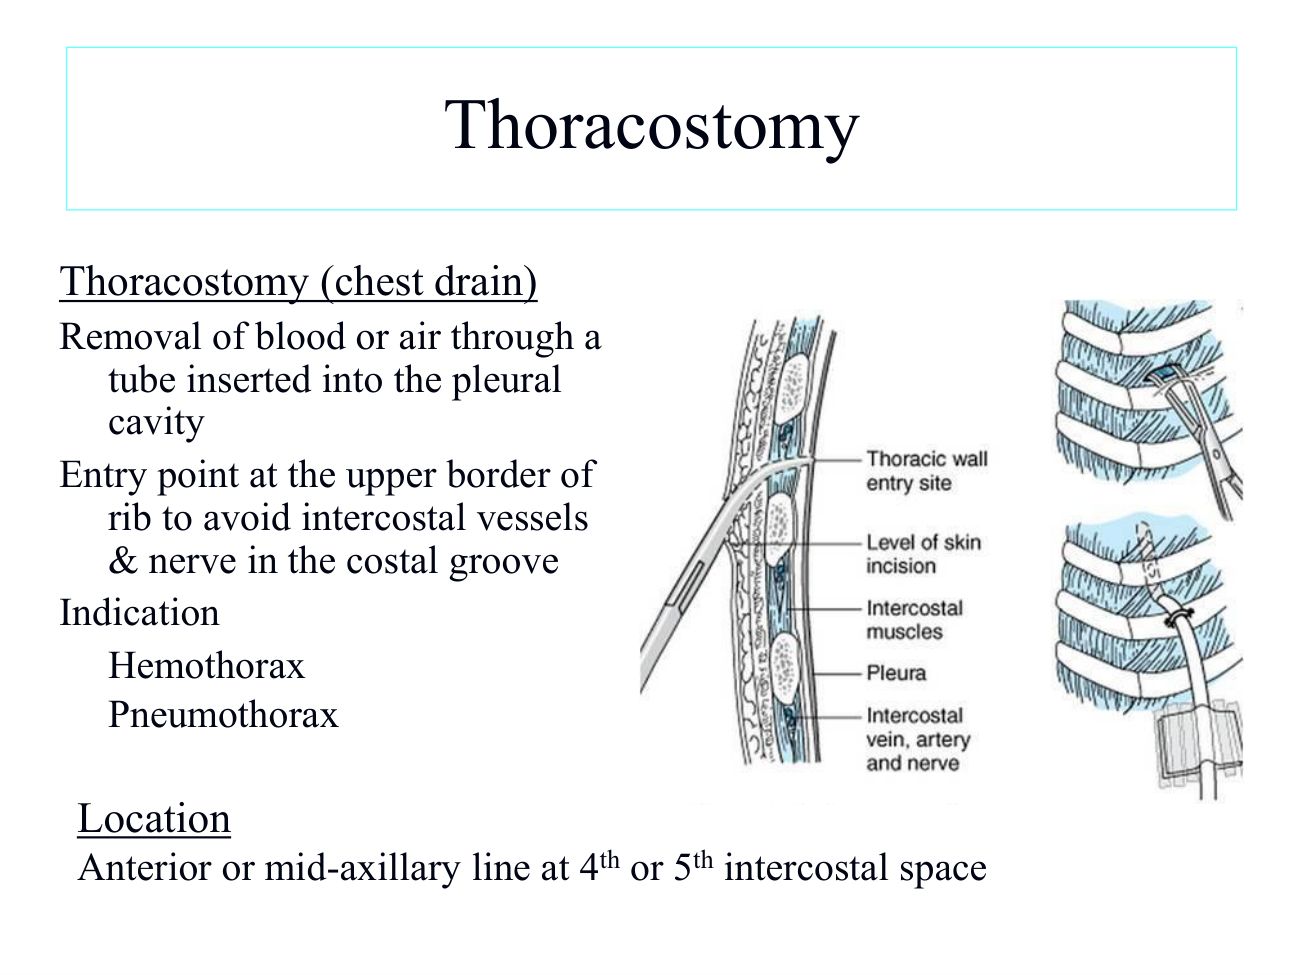 Thoracostomy
Thoracostomy (chest drain)
Removal of blood or air through a
tube inserted into the pleural
cavity
Entry point at the upper border of
rib to avoid intercostal vessels
& nerve in the costal groove
Indication
Hemothorax
Pneumothorax
Thoracic wall
entry site
Level of skin
incision
Intercostal
muscles
Pleura
Intercostal
vein, artery
and nerve
Location
Anterior or mid-axillary line at 4th or 5th intercostal space